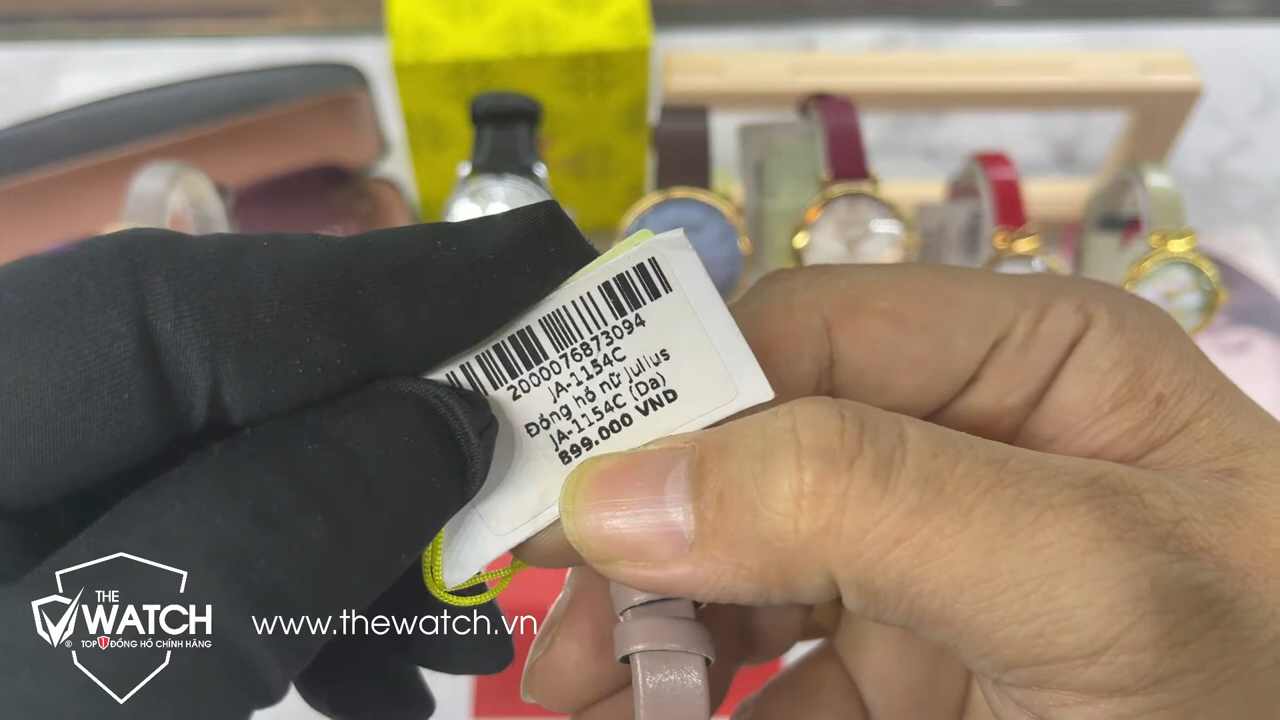 2000076873094
JA-1154C
Đồng hồ nữ Julius
JA-1154C (Da)
899.000 VND
THE
WATCH
®
TOP 1 ĐỒNG HỒ CHÍNH HÃNG
www.thewatch.vn